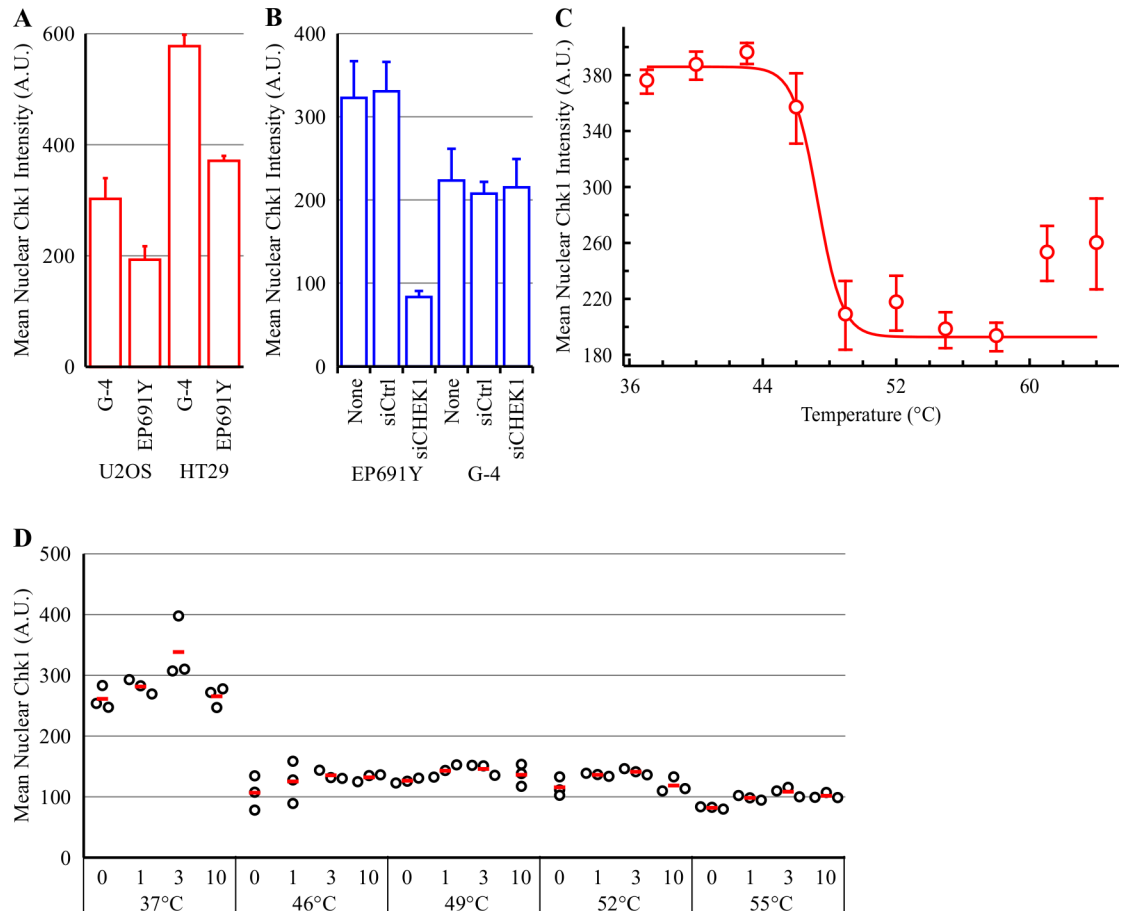 A
Mean Nuclear Chk1 Intensity (A.U.)
600
400
200
0
G-4
EP691Y
G-4
EP691Y
U2OS HT29
B
Mean Nuclear Chk1 Intensity (A.U.)
400
300
200
100
0
None
siCtrl
siCHEK1
None
siCtrl
siCHEK1
EP691Y G-4
C
Mean Nuclear Chk1 Intensity (A.U.)
380
340
300
260
220
180
36 44 52 60
Temperature (°C)
D
Mean Nuclear Chk1 (A.U.)
500
400
300
200
100
0
0 1 3 10 0 1 3 10 0 1 3 10 0 1 3 10 0 1 3 10
37°C 46°C 49°C 52°C 55°C